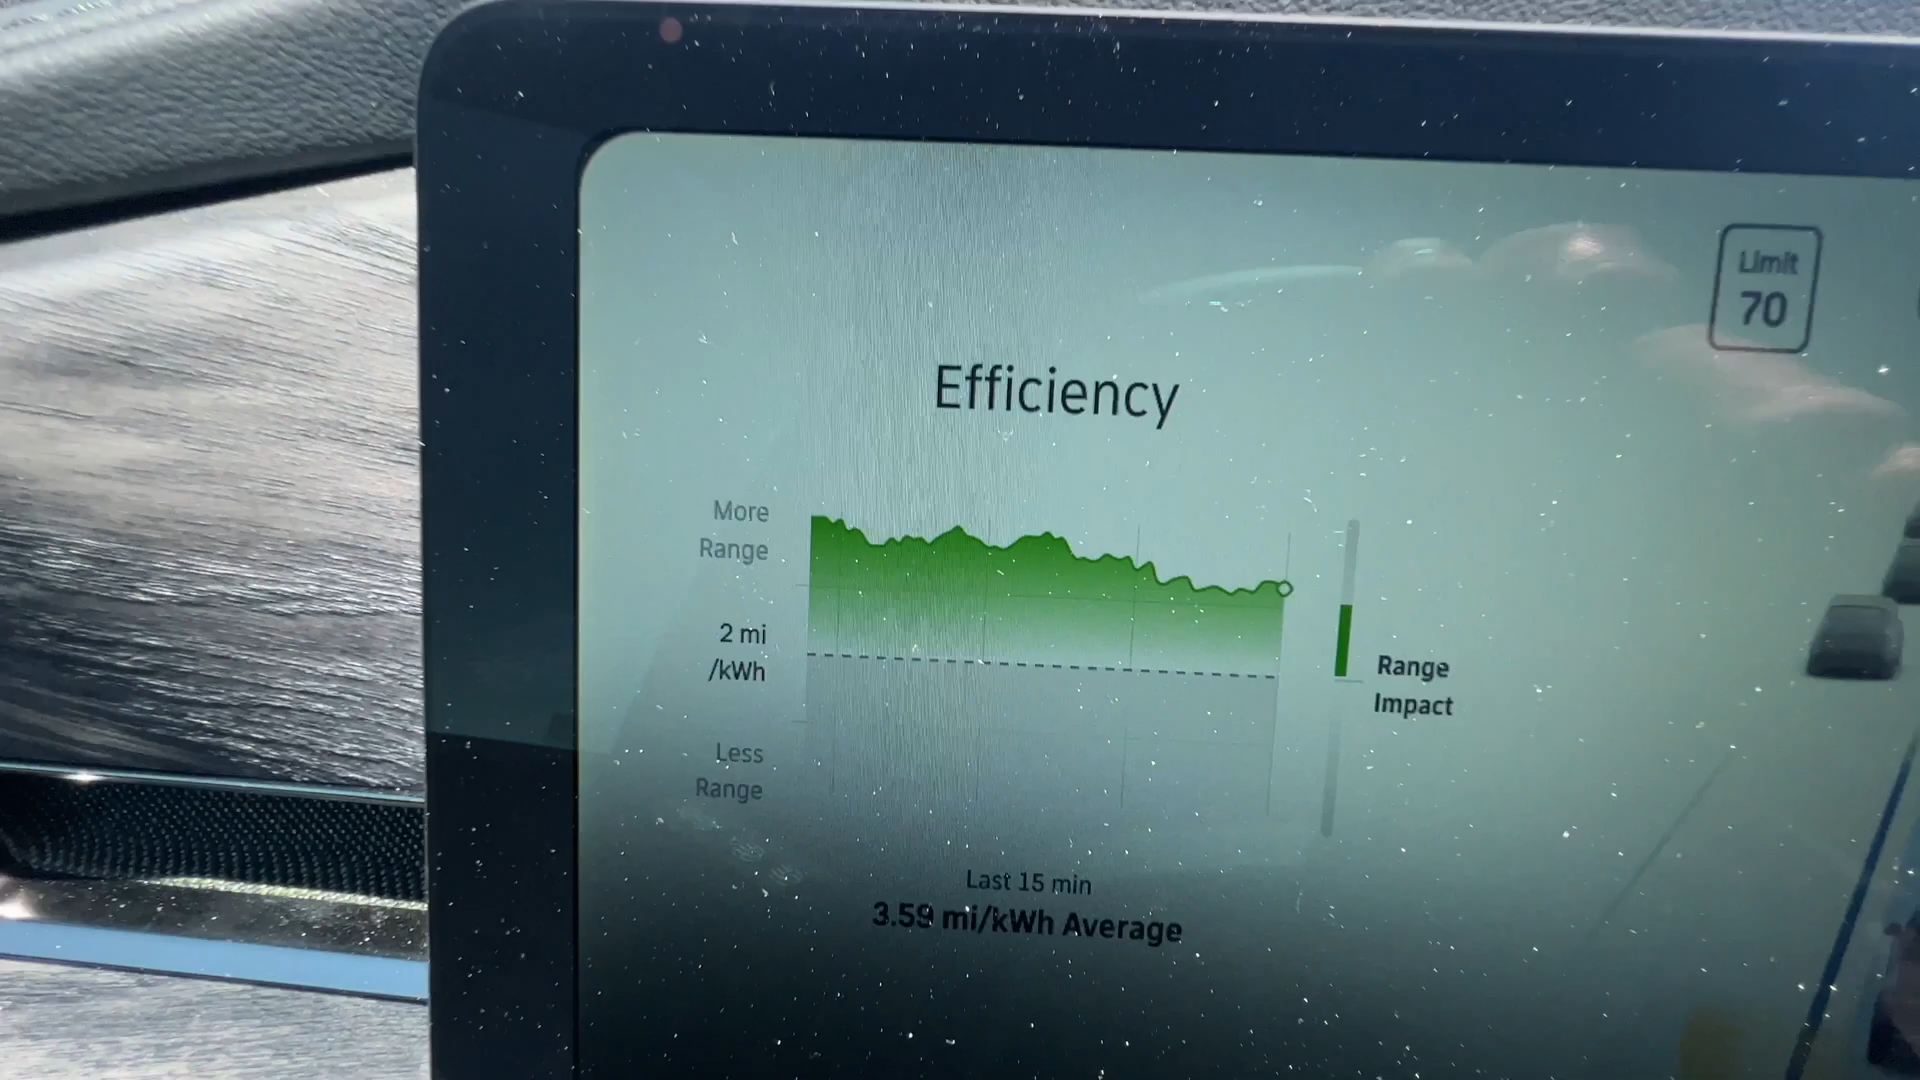 Limit
70
Efficiency
More
Range
2 mi
/kWh
Less
Range
Range
Impact
Last 15 min
3.59 mi/kWh Average